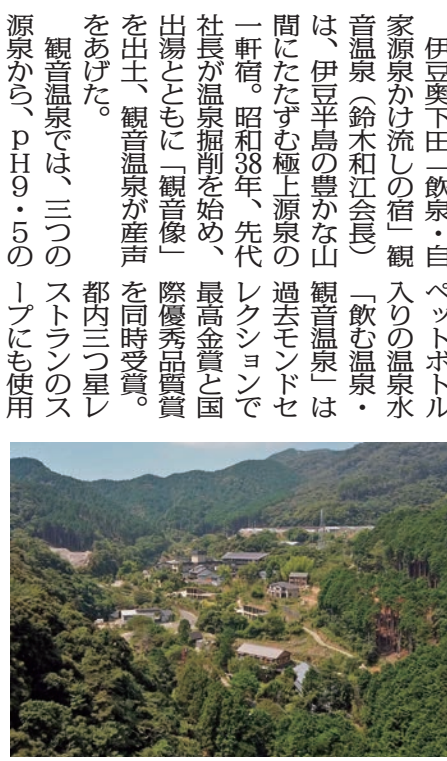 伊豆奥下田「飲泉・自
家源泉かけ流しの宿」観
音温泉（鈴木和江会長）
は、伊豆半島の豊かな山
間にたたずむ極上源泉の
一軒宿。昭和38年、先代
社長が温泉掘削を始め、
出湯とともに「観音像」
を出土、観音温泉が産声
をあげた。
観音温泉では、三つの
源泉から、pH9・5の
ペットボトル
入りの温泉水
「飲む温泉・
観音温泉」は
過去モンドセ
レクションで
最高金賞と国
際優秀品質賞
を同時受賞。
都内三つ星レ
ストランのス
ープにも使用